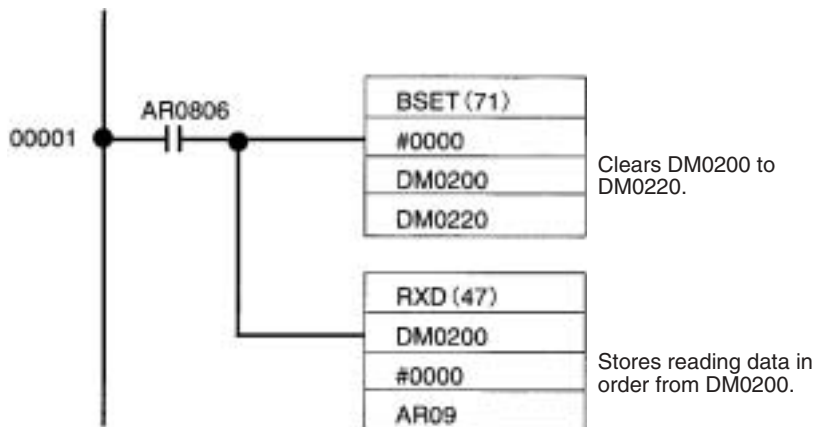 AR0806
00001
BSET(71)
#0000
DM0200
DM0220
Clears DM0200 to
DM0220.
RXD(47)
DM0200
#0000
AR09
Stores reading data in
order from DM0200.